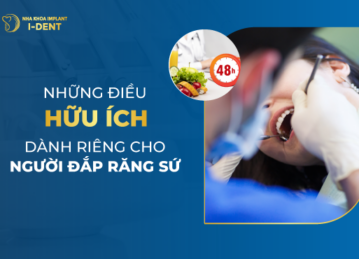 NHA KHOA IMPLANT
I-DENT
48h
NHỮNG ĐIỀU
HỮU ÍCH
DÀNH RIÊNG CHO
NGƯỜI ĐẮP RĂNG SỨ